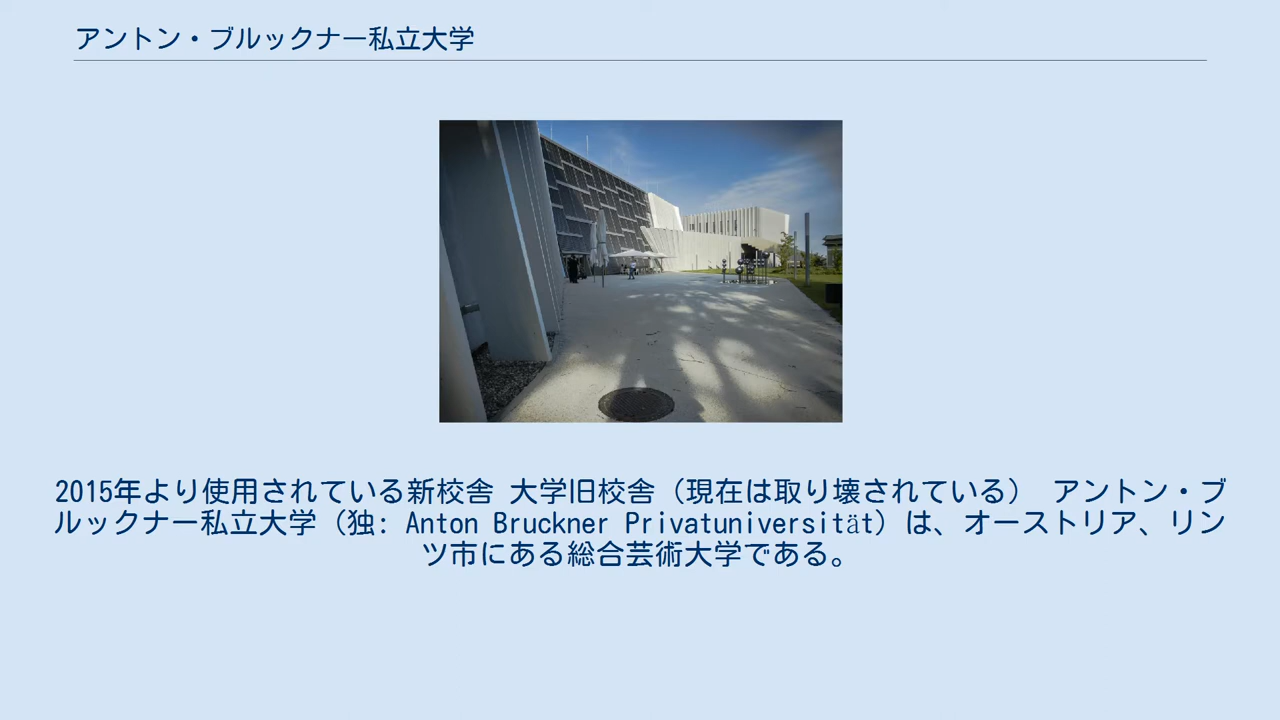 アントン・ブルックナー私立大学
2015年より使用されている新校舎 大学旧校舎（現在は取り壊されている） アントン・ブ
ルックナー私立大学（独: Anton Bruckner Privatuniversität）は、オーストリア、リン
ツ市にある総合芸術大学である。